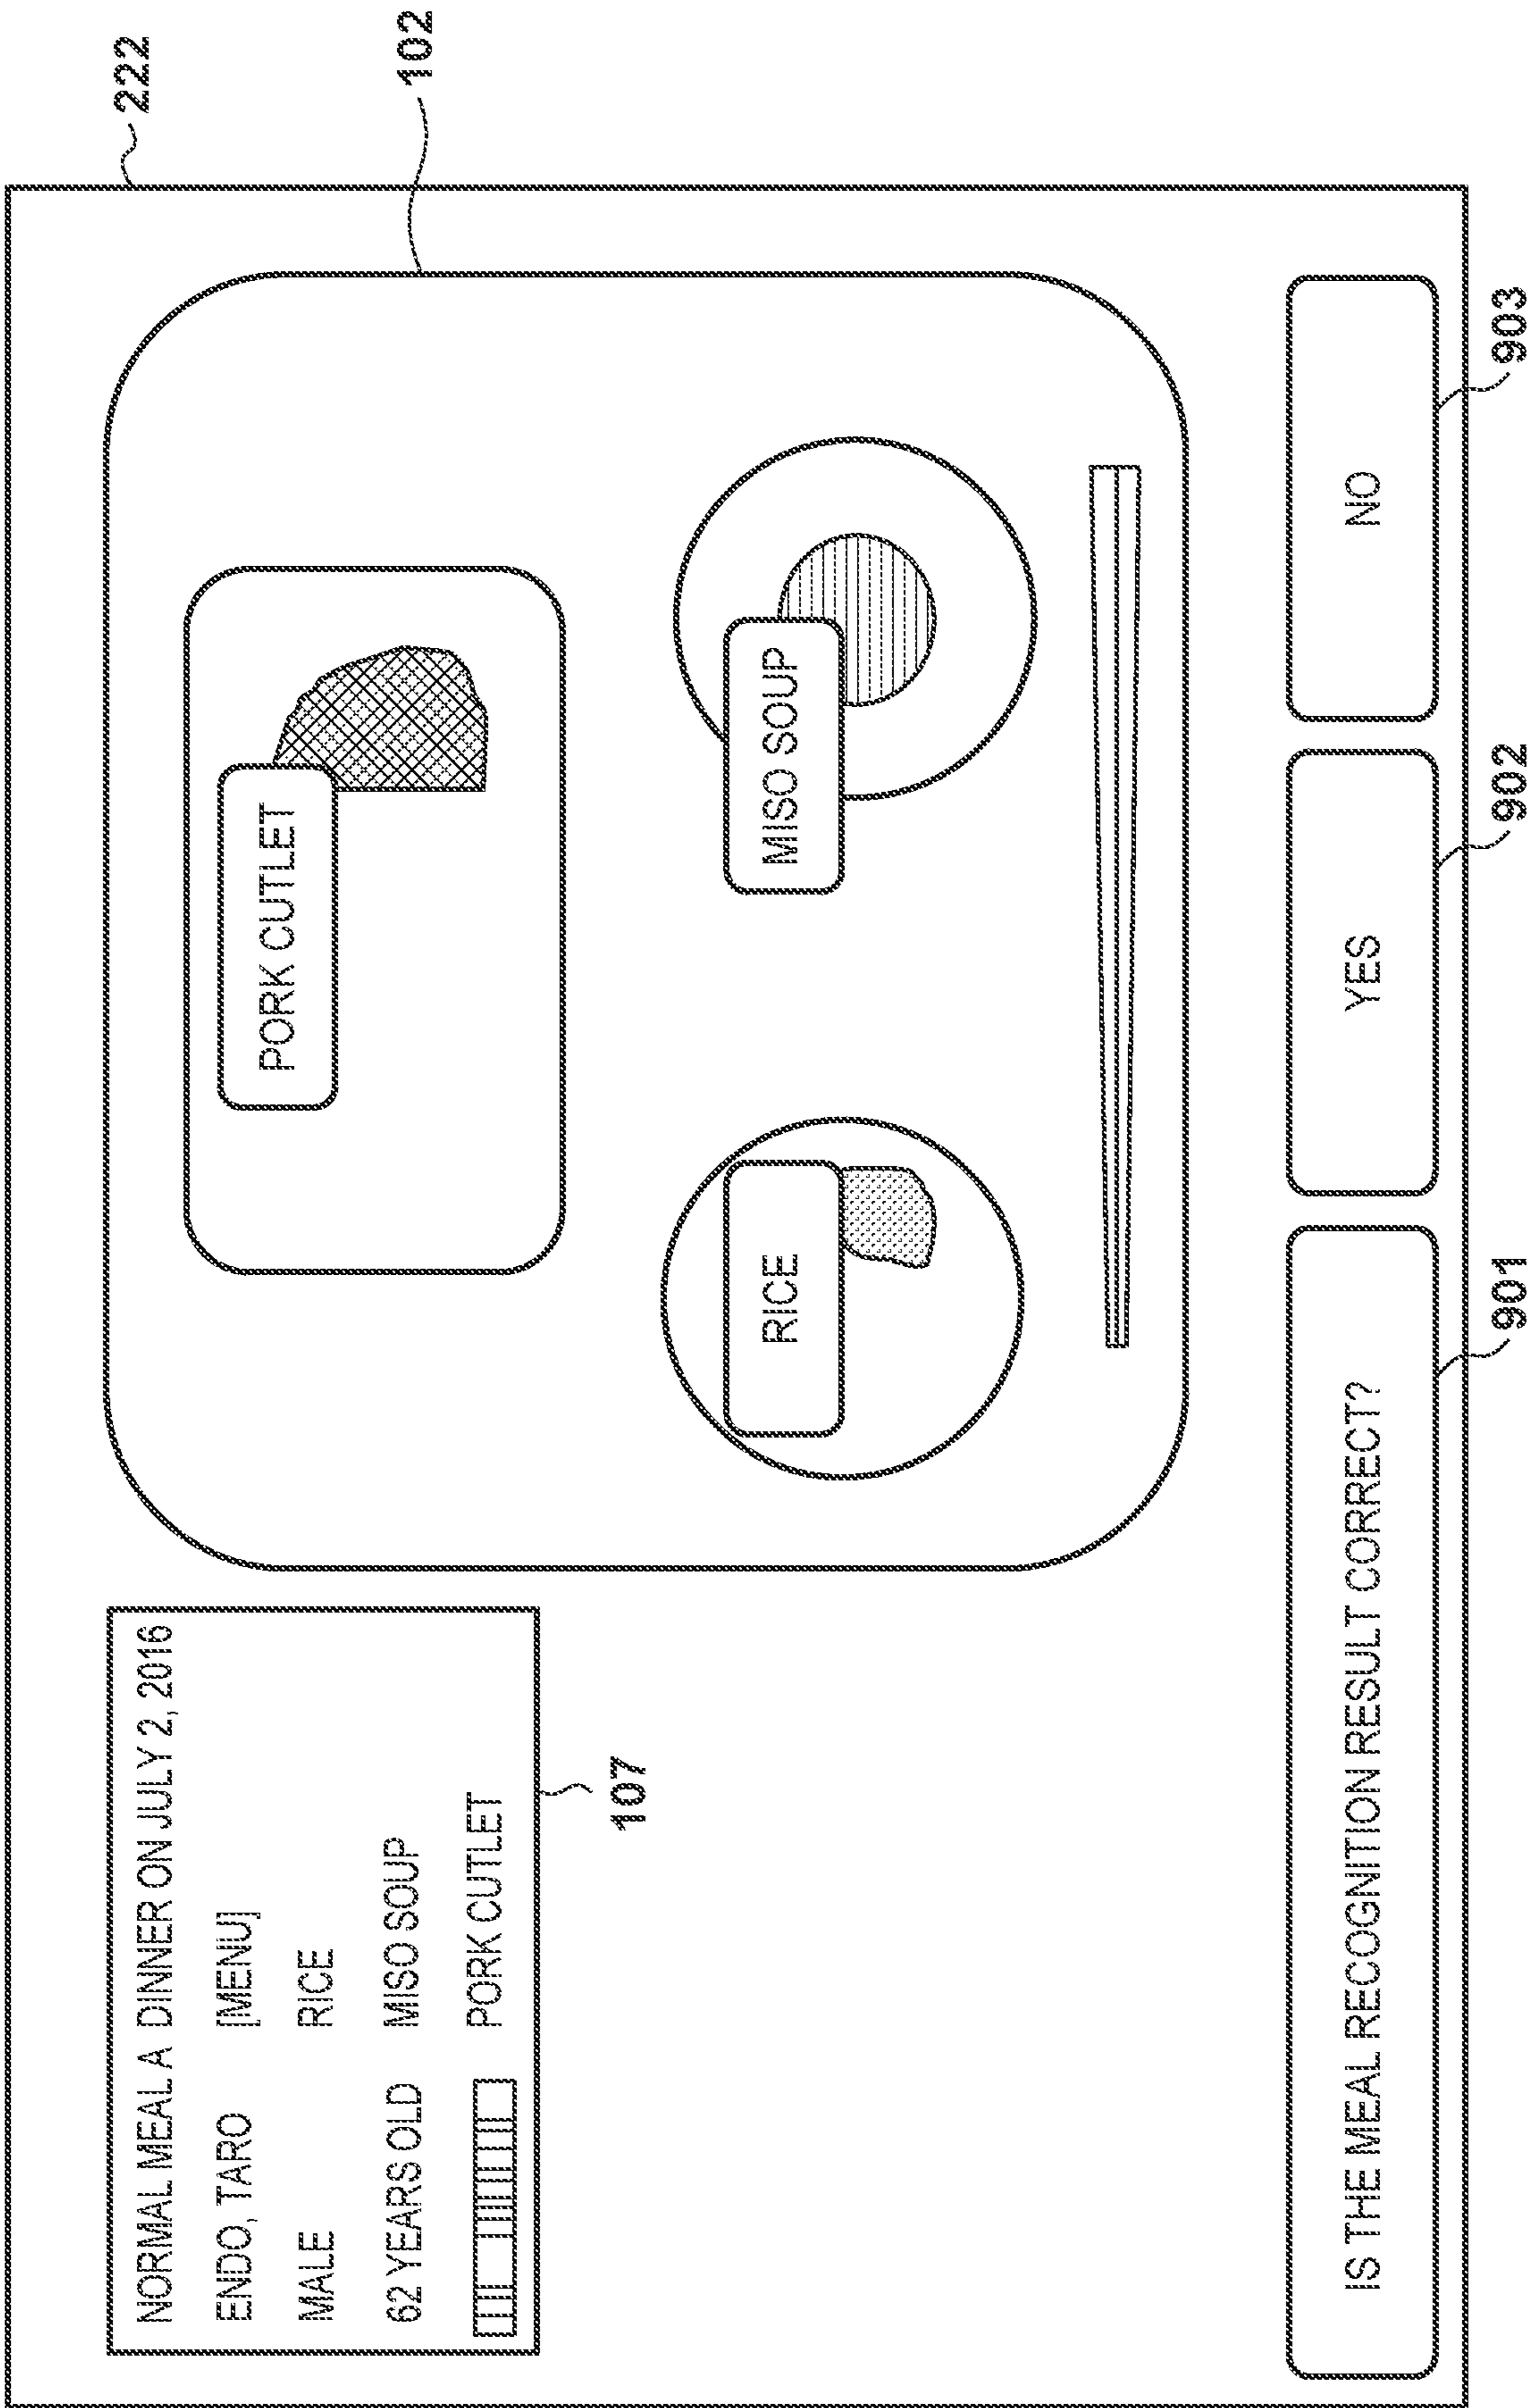 222
102
NORMAL MEAL A DINNER ON JULY 2, 2016
ENDO, TARO [MENU]
MALE RICE
62 YEARS OLD MISO SOUP
PORK CUTLET
107
PORK CUTLET
RICE
MISO SOUP
IS THE MEAL RECOGNITION RESULT CORRECT?
YES
NO
901
902
903